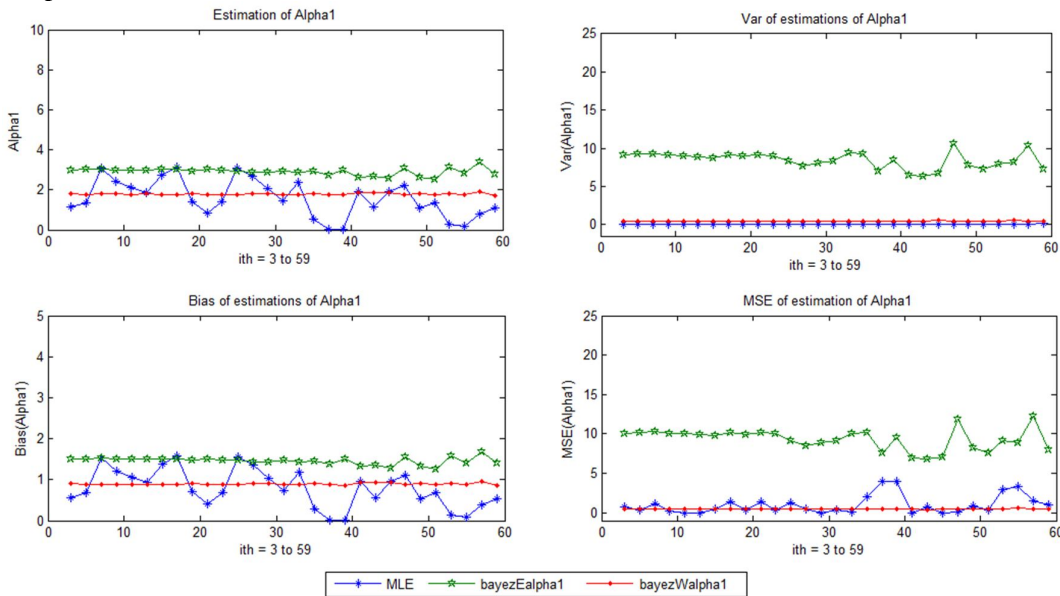 Estimation of Alpha1
Alpha1
10
8
6
4
2
0
0 10 20 30 40 50 60
ith = 3 to 59
Var of estimations of Alpha1
Var(Alpha1)
25
20
15
10
5
0
0 10 20 30 40 50 60
ith = 3 to 59
Bias of estimations of Alpha1
Bias(Alpha1)
5
4
3
2
1
0
0 10 20 30 40 50 60
ith = 3 to 59
MSE of estimation of Alpha1
MSE(Alpha1)
25
20
15
10
5
0
0 10 20 30 40 50 60
ith = 3 to 59
MLE bayezEalpha1 bayezWalpha1